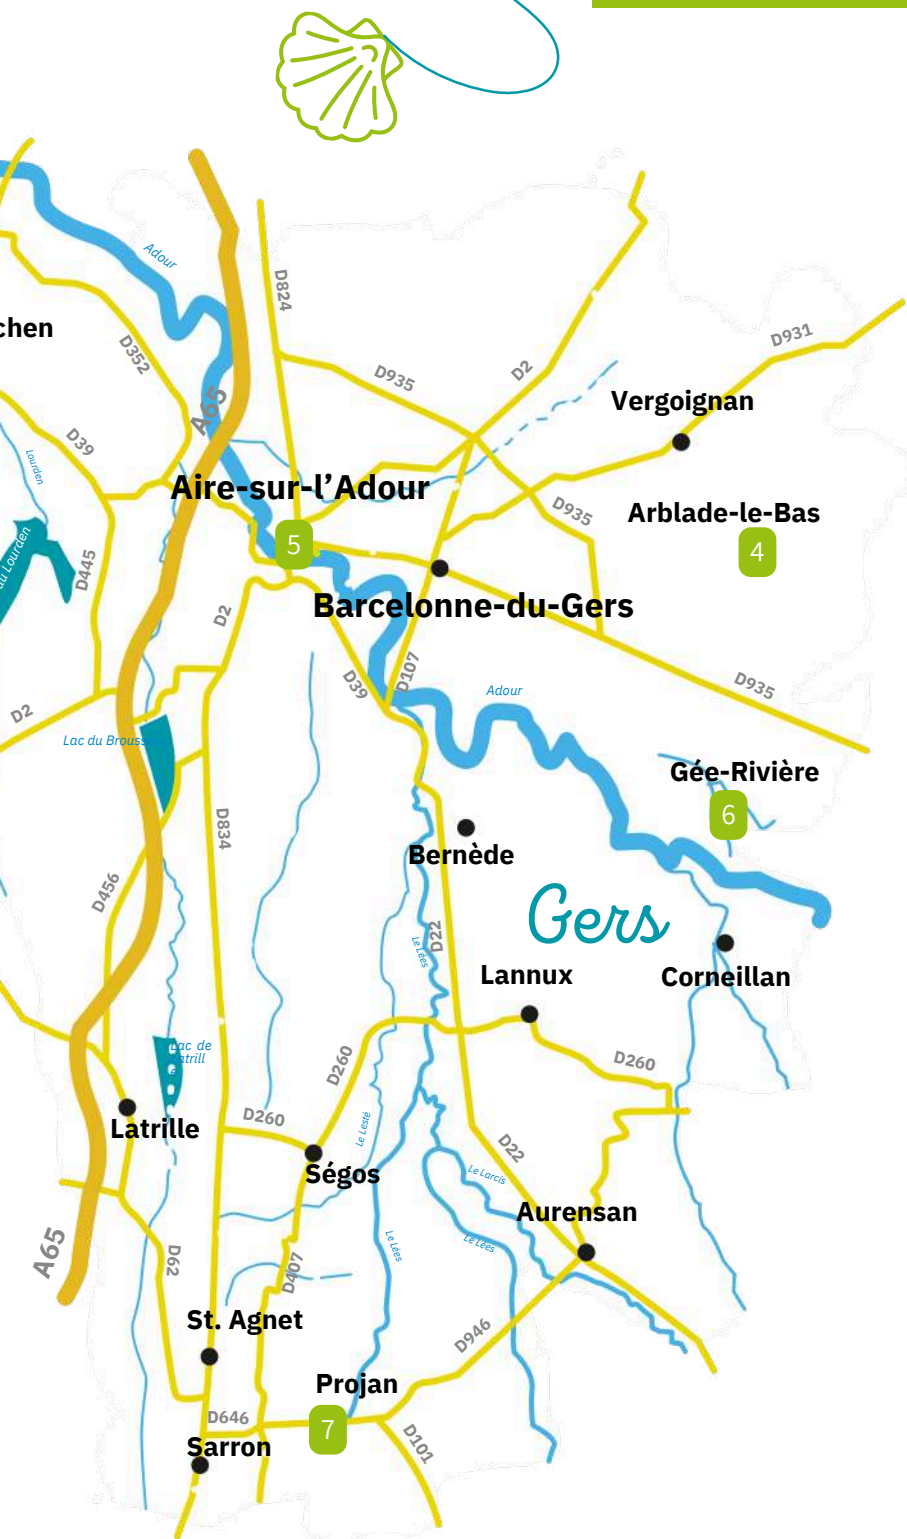 Adour
D824
chen
D352
D935
D2
D931
A65
Vergoignan
D39
Lourden
Aire-sur-l'Adour
D935
Arblade-le-Bas
5
4
du Lourden
D445
Barcelonne-du-Gers
D2
D39
D107
D935
Adour
D2
Lac du Brouss
Gée-Rivière
6
D834
Bernède
D456
Gers
D22
Le Lées
Lannux
Corneillan
Lac de
D260
D260
D260
Latrille
Le Lesté
D22
Ségos
Le Larcis
Aurensan
A65
D62
Le Lées
Le Lées
D407
St. Agnet
D946
Projan
D646
7
D101
Sarron